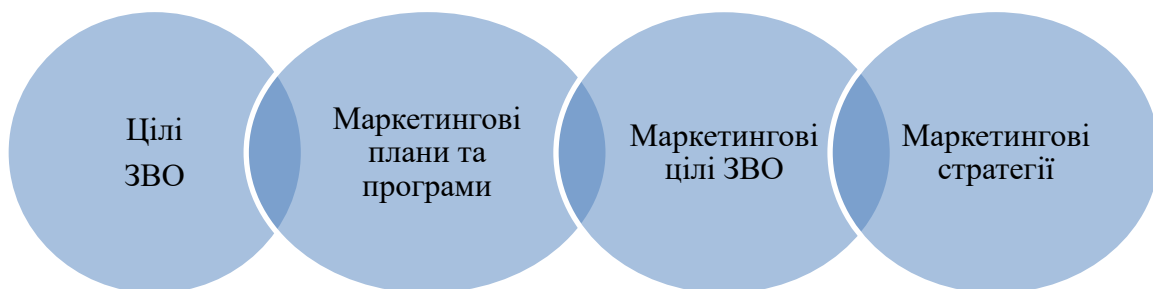 Цілі
ЗВО
Маркетингові
плани та
програми
Маркетингові
цілі ЗВО
Маркетингові
стратегії